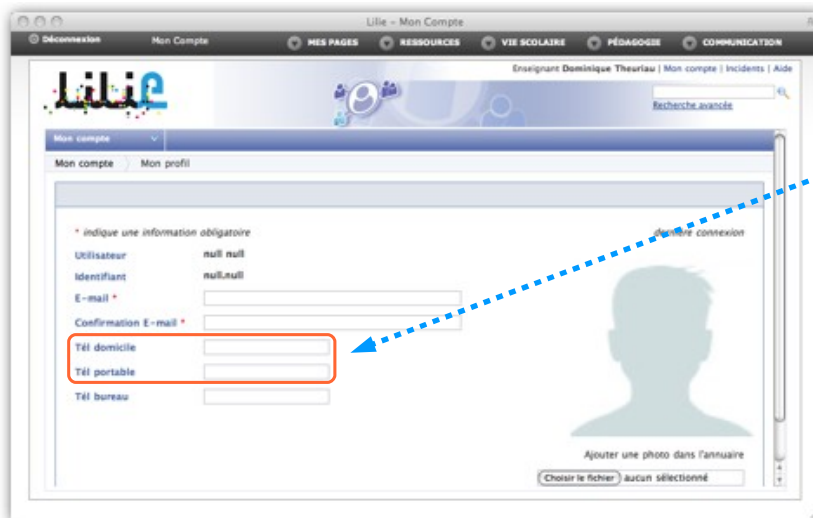 Lilie - Mon Compte
Déconnexion Mon Compte MES PAGES RESSOURCES VIE SCOLAIRE PÉDAGOGIE COMMUNICATION
Enseignant Dominique Theuriau | Mon compte | Incidents | Aide
Lilie
Recherche avancée
Mon compte
Mon compte Mon profil
* indique une information obligatoire
dernière connexion
Utilisateur null null
Identifiant null.null
E-mail *
Confirmation E-mail *
Tél domicile
Tél portable
Tél bureau
Ajouter une photo dans l'annuaire
Choisir le fichier aucun sélectionné